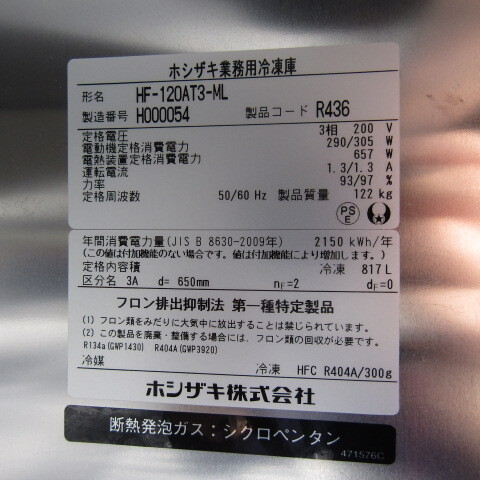 ホシザキ業務用冷凍庫
形名 HF-120AT3-ML
製造番号 H000054 製品コード R436
定格電圧 3相 200 V
電動機定格消費電力 290/305 W
電熱装置定格消費電力 657 W
運転電流 1.3/1.3 A
力率 93/97 %
定格周波数 50/60 Hz 製品質量 122 kg
PS
E
年間消費電力量(JIS B 8630-2009年) 2150 kWh/年
(この値は付加機能のない場合です。値は付加機能により増加します。)
定格内容積 冷凍 817 L
区分名 3A d= 650mm nF=2 dF=0
フロン排出抑制法 第一種特定製品
(1) フロン類をみだりに大気中に放出することは禁じられています。
(2) この製品を廃棄・整備する場合には、フロン類の回収が必要です。
R134a(GWP1430) R404A(GWP3920)
冷媒 冷凍 HFC R404A/300g
ホシザキ株式会社
断熱発泡ガス:シクロペンタン
471576C